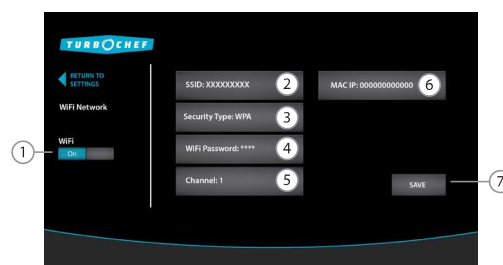 TURBOCHEF
RETURN TO
SETTINGS
WiFi Network
WiFi
On
1
SSID: XXXXXXXXX
2
Security Type: WPA
3
WiFi Password: ****
4
Channel: 1
5
MAC IP: 000000000000
6
SAVE
7